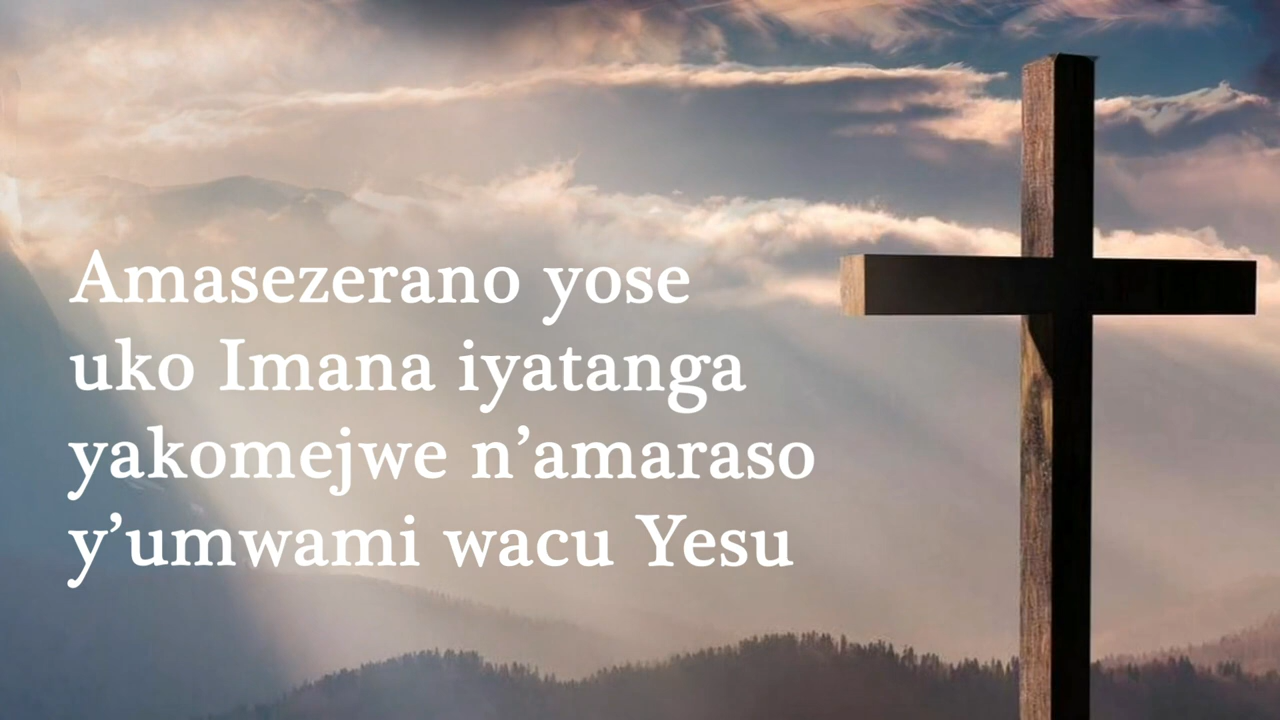 Amasezerano yose
uko Imana iyatanga
yakomejwe n’amaraso
y’umwami wacu Yesu